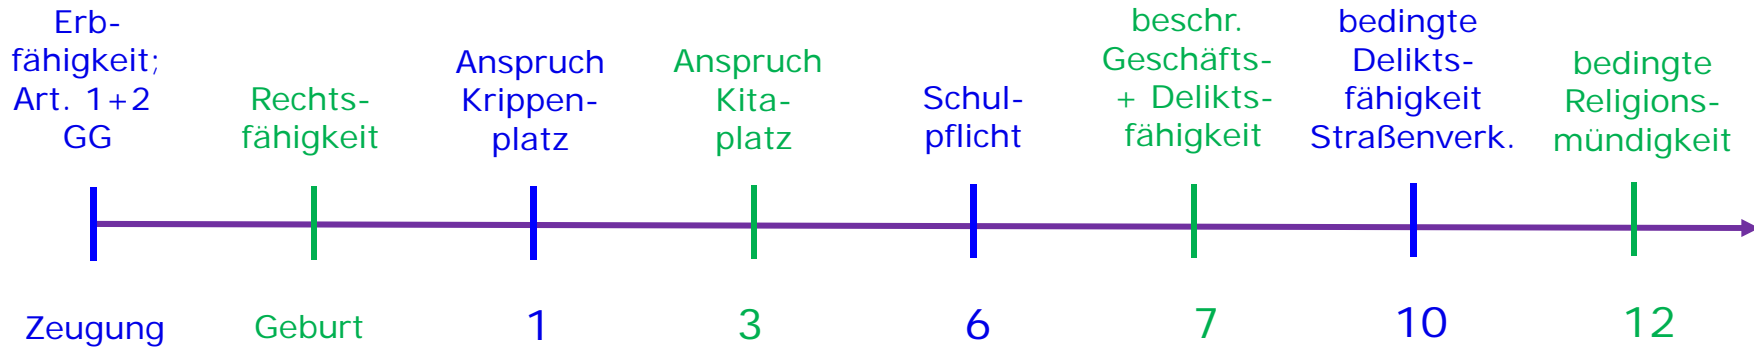 Erb-
fähigkeit;
Art. 1+2
GG
Rechts-
fähigkeit
Anspruch
Krippen-
platz
Anspruch
Kita-
platz
Schul-
pflicht
beschr.
Geschäfts-
+ Delikts-
fähigkeit
bedingte
Delikts-
fähigkeit
Straßenverk.
bedingte
Religions-
mündigkeit
Zeugung
Geburt
1
3
6
7
10
12